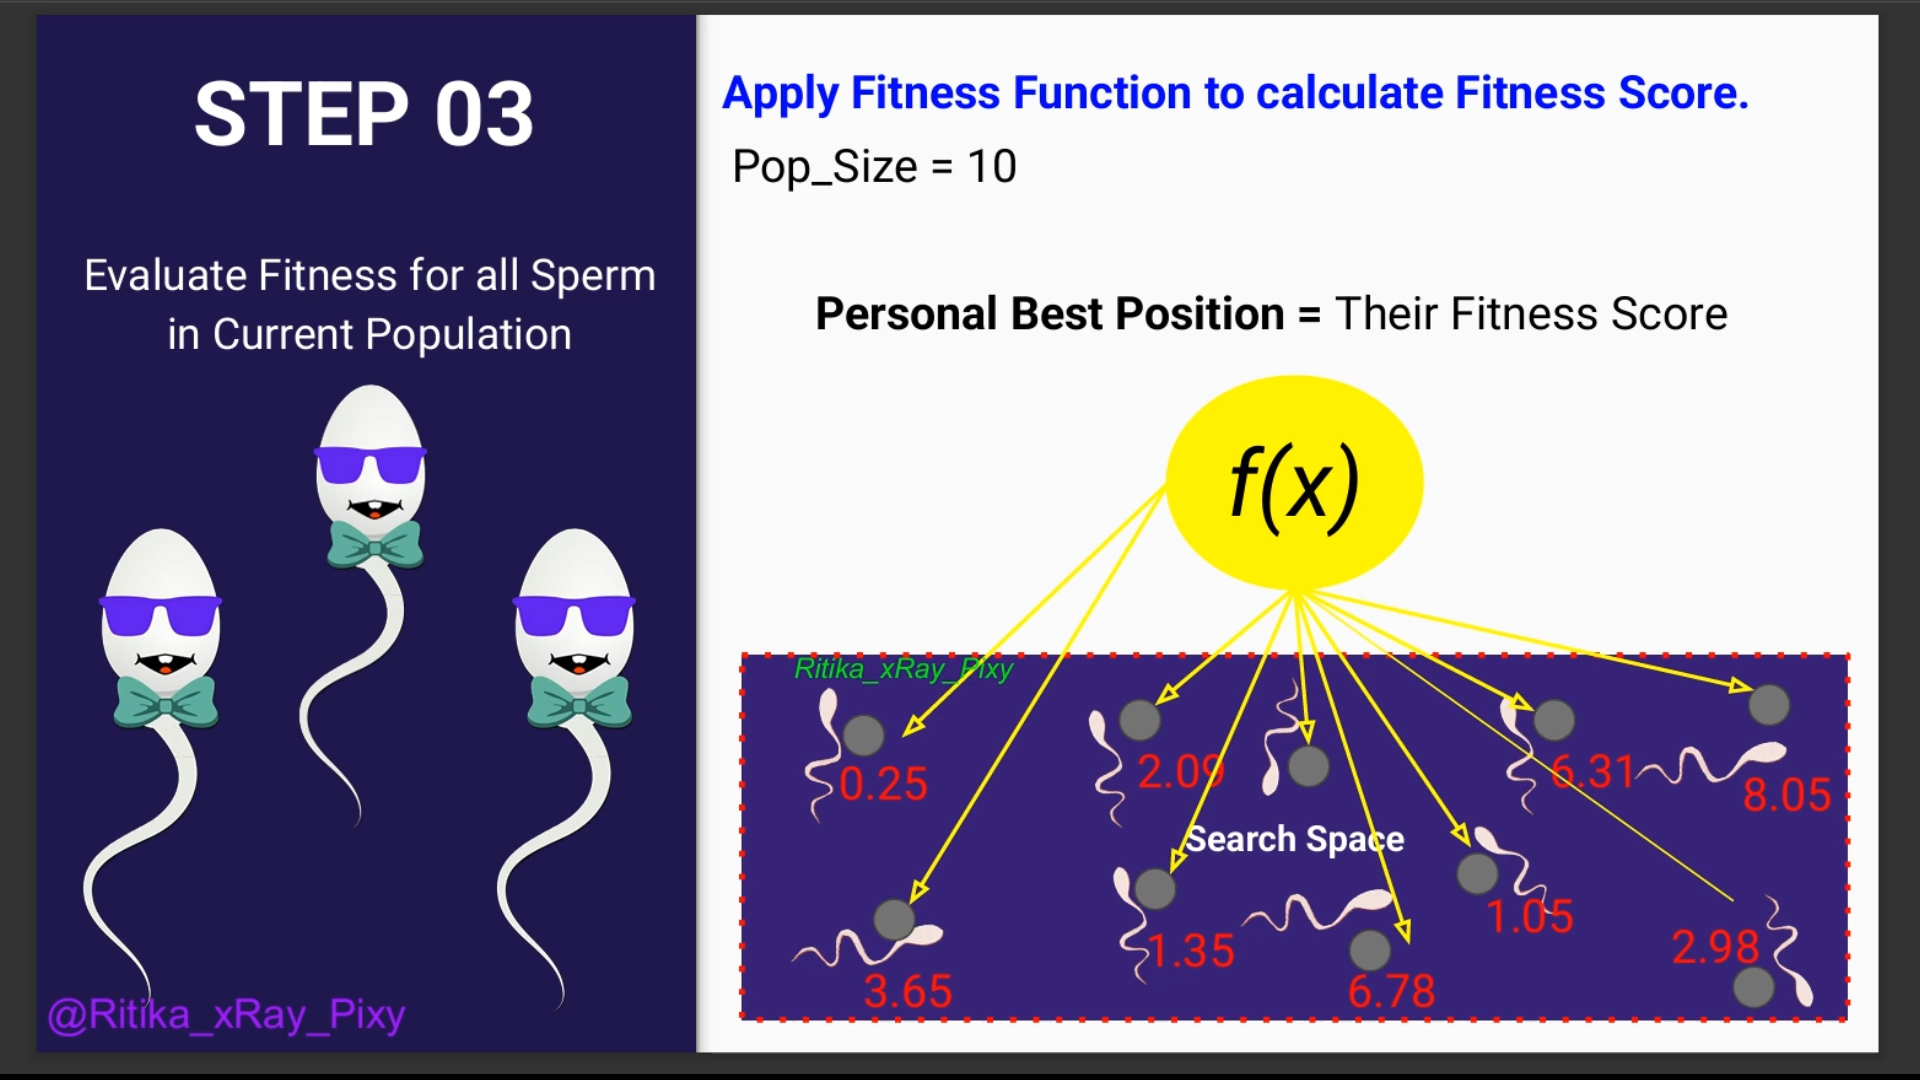 STEP 03
Evaluate Fitness for all Sperm
in Current Population
@Ritika_xRay_Pixy
Apply Fitness Function to calculate Fitness Score.
Pop_Size = 10
Personal Best Position = Their Fitness Score
f(x)
Ritika_xRay_Pixy
0.25
2.09
6.31
8.05
Search Space
3.65
1.35
6.78
1.05
2.98